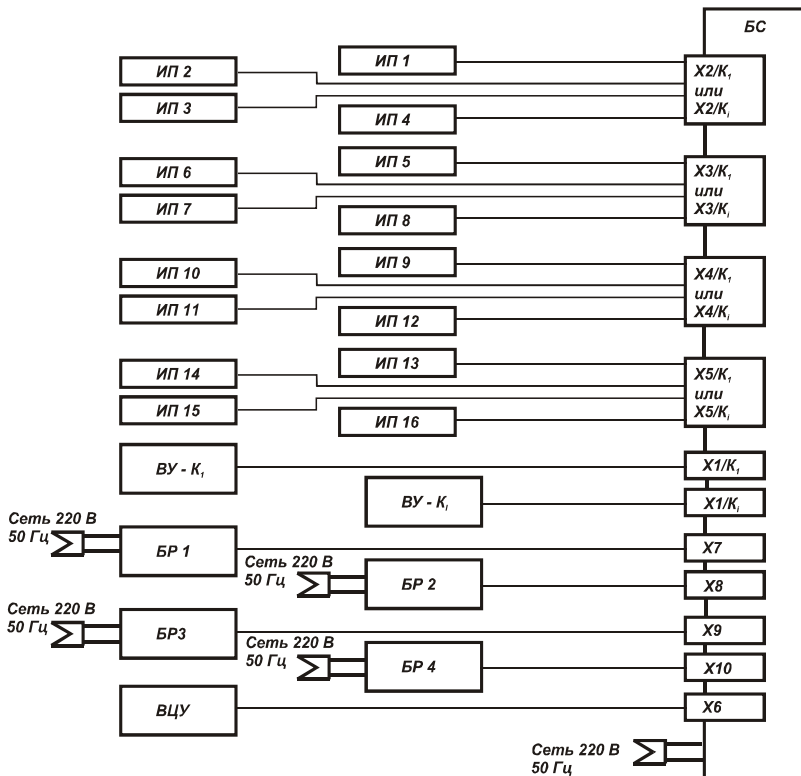 БС
ИП 1
ИП 2
ИП 3
ИП 4
X2/K₁
или
X2/Kᵢ
ИП 5
ИП 6
ИП 7
ИП 8
X3/K₁
или
X3/Kᵢ
ИП 9
ИП 10
ИП 11
ИП 12
X4/K₁
или
X4/Kᵢ
ИП 13
ИП 14
ИП 15
ИП 16
X5/K₁
или
X5/Kᵢ
ВУ - K₁
X1/K₁
ВУ - Kᵢ
X1/Kᵢ
Сеть 220 В
50 Гц
БР 1
X7
Сеть 220 В
50 Гц
БР 2
X8
Сеть 220 В
50 Гц
БР3
X9
Сеть 220 В
50 Гц
БР 4
X10
ВЦУ
X6
Сеть 220 В
50 Гц